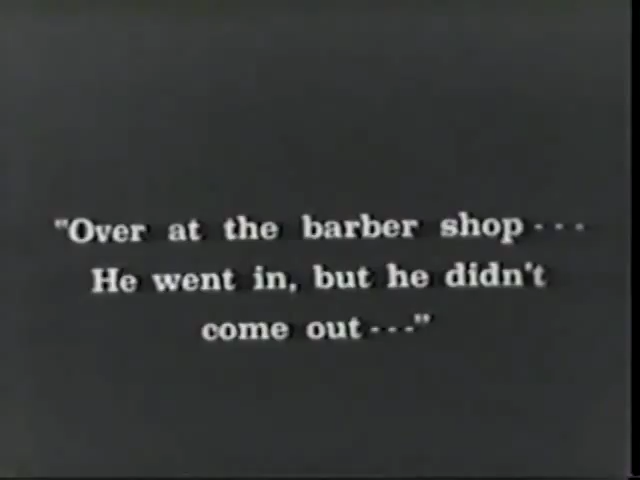 "Over at the barber shop - - -
He went in, but he didn't
come out - - -"